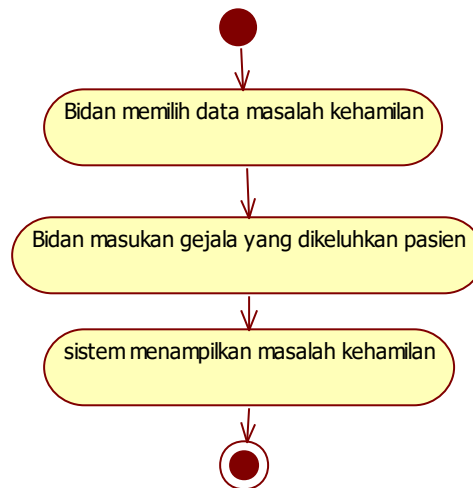 Bidan memilih data masalah kehamilan
Bidan masukan gejala yang dikeluhkan pasien
sistem menampilkan masalah kehamilan